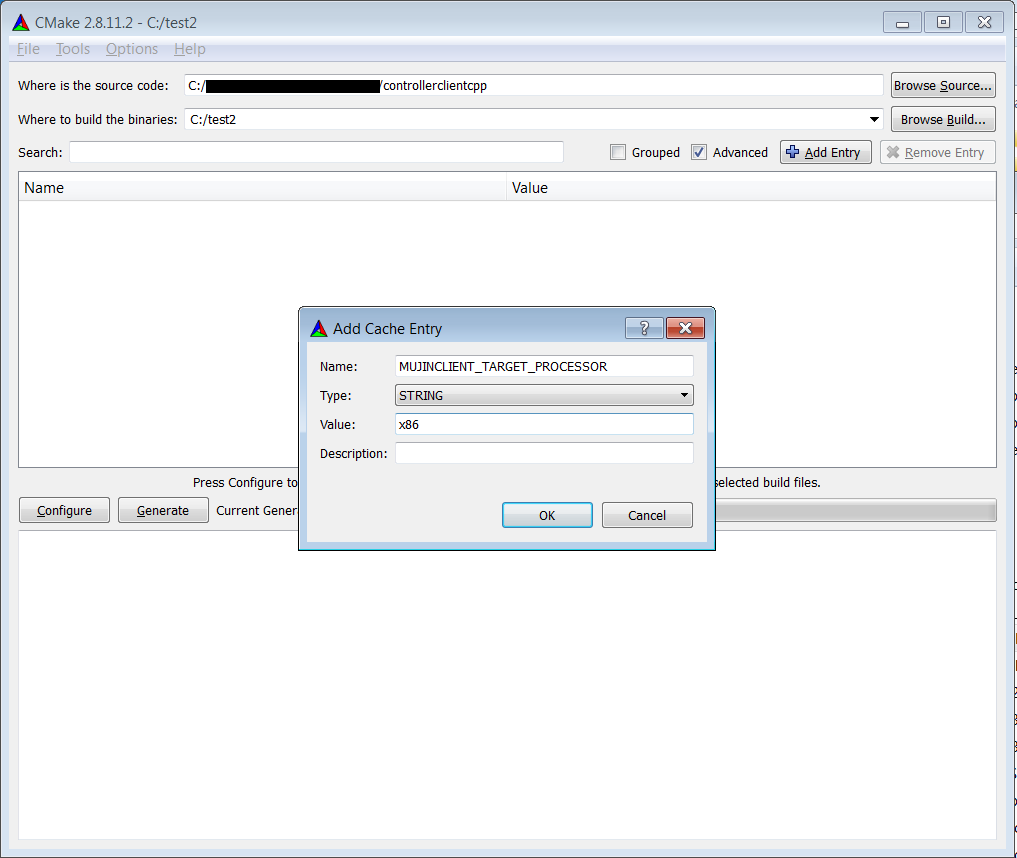 CMake 2.8.11.2 - C:/test2
File Tools Options Help
Where is the source code: C:/ /controllerclientcpp Browse Source...
Where to build the binaries: C:/test2 Browse Build...
Search: Grouped Advanced Add Entry Remove Entry
Name Value
Add Cache Entry ?
Name: MUJINCLIENT_TARGET_PROCESSOR
Type: STRING
Value: x86
Description:
Press Configure to selected build files.
Configure Generate Current Gener
OK Cancel